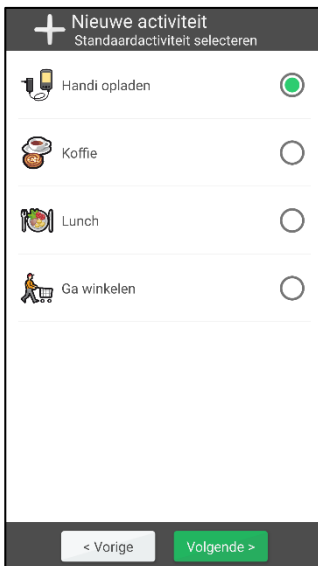 Nieuwe activiteit
Standaardactiviteit selecteren
Handi opladen
Koffie
Lunch
Ga winkelen
< Vorige
Volgende >